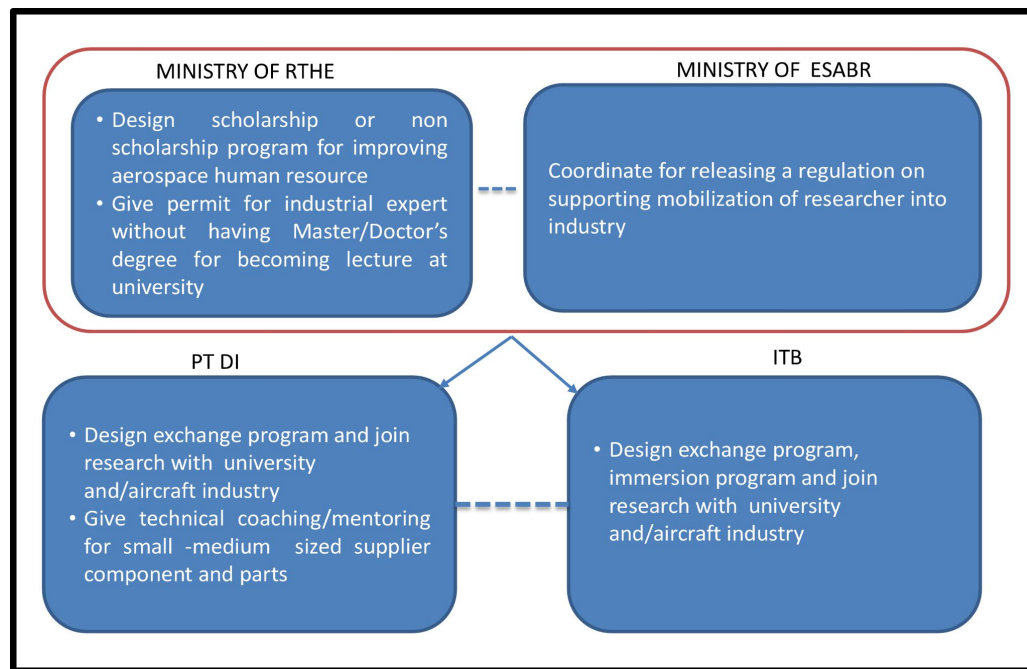 MINISTRY OF RTHE
• Design scholarship or non
scholarship program for improving
aerospace human resource
• Give permit for industrial expert
without having Master/Doctor's
degree for becoming lecture at
university
MINISTRY OF ESABR
Coordinate for releasing a regulation on
supporting mobilization of researcher into
industry
PT DI
• Design exchange program and join
research with university
and/aircraft industry
• Give technical coaching/mentoring
for small -medium sized supplier
component and parts
ITB
• Design exchange program,
immersion program and join
research with university
and/aircraft industry